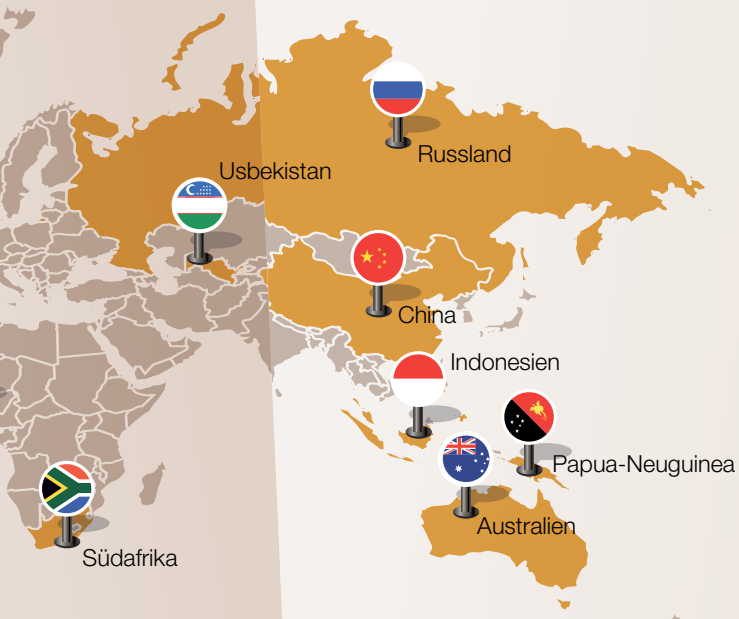 Russland
Usbekistan
China
Indonesien
Papua-Neuguinea
Australien
Südafrika